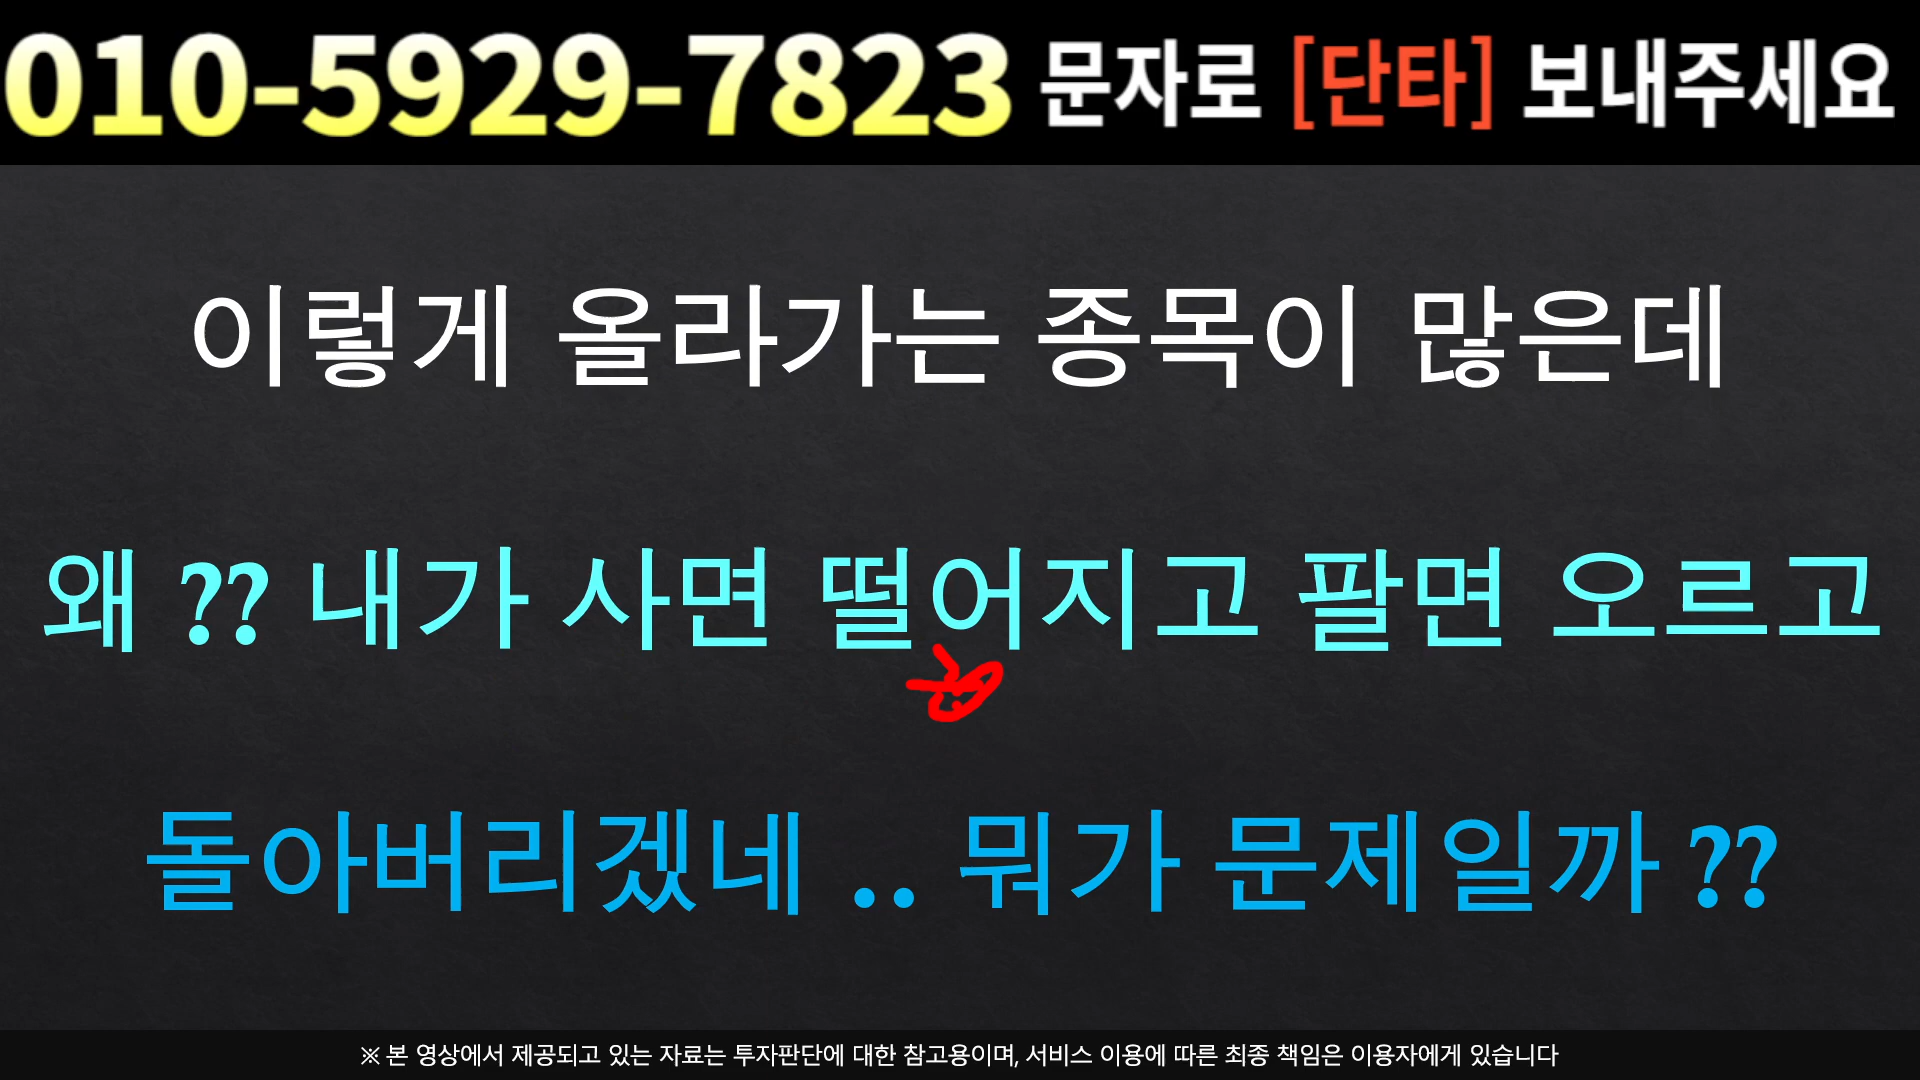 010-5929-7823 문자로 [단타] 보내주세요
이렇게 올라가는 종목이 많은데
왜 ?? 내가 사면 떨어지고 팔면 오르고
돌아버리겠네 .. 뭐가 문제일까 ??
※ 본 영상에서 제공되고 있는 자료는 투자판단에 대한 참고용이며, 서비스 이용에 따른 최종 책임은 이용자에게 있습니다